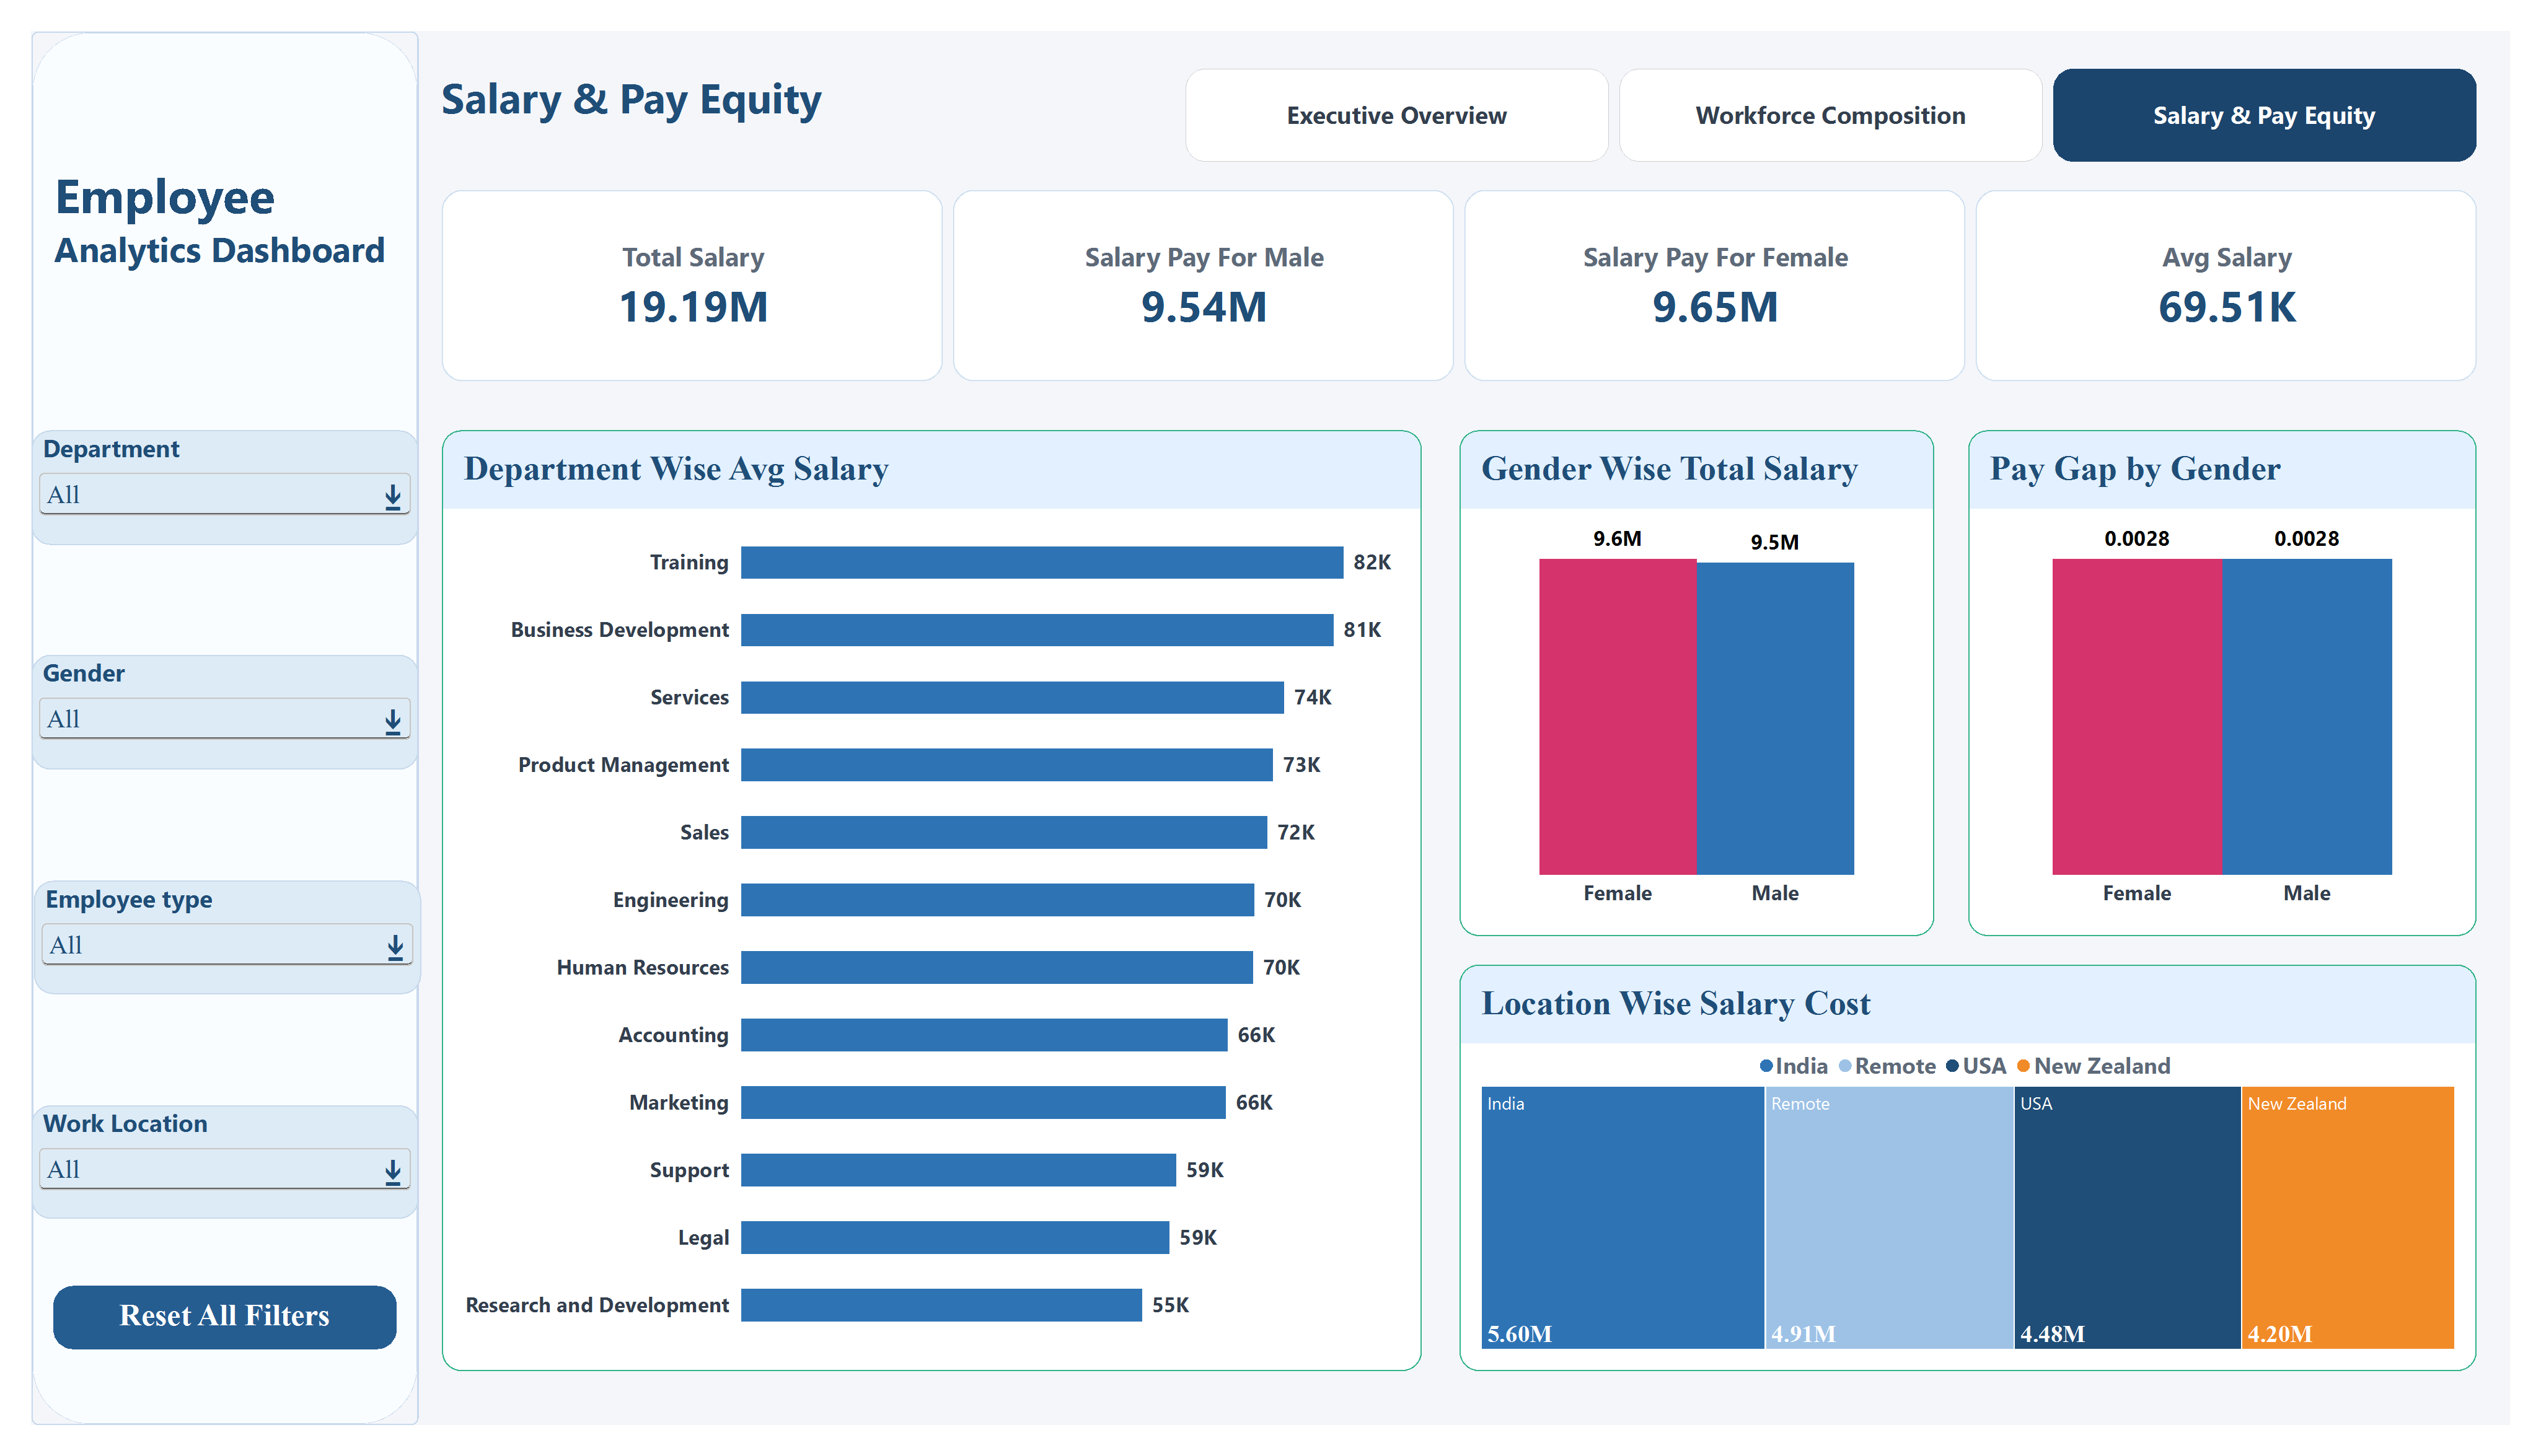 Employee
Analytics Dashboard
Department
All
Gender
All
Employee type
All
Work Location
All
Reset All Filters
Salary & Pay Equity
Executive Overview
Workforce Composition
Salary & Pay Equity
Total Salary
19.19M
Salary Pay For Male
9.54M
Salary Pay For Female
9.65M
Avg Salary
69.51K
Department Wise Avg Salary
Training 82K
Business Development 81K
Services 74K
Product Management 73K
Sales 72K
Engineering 70K
Human Resources 70K
Accounting 66K
Marketing 66K
Support 59K
Legal 59K
Research and Development 55K
Gender Wise Total Salary
9.6M 9.5M
Female Male
Pay Gap by Gender
0.0028 0.0028
Female Male
Location Wise Salary Cost
India Remote USA New Zealand
India Remote USA New Zealand
5.60M 4.91M 4.48M 4.20M